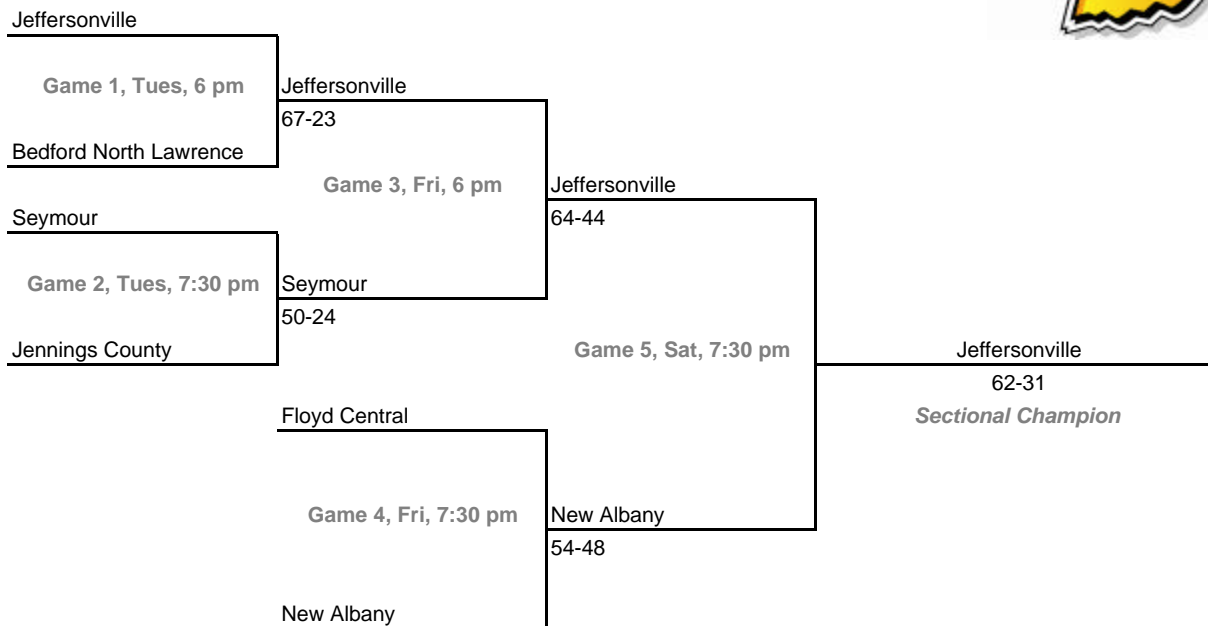 Jeffersonville
Game 1, Tues, 6 pm
Jeffersonville
67-23
Bedford North Lawrence
Game 3, Fri, 6 pm
Jeffersonville
64-44
Seymour
Game 2, Tues, 7:30 pm
Seymour
50-24
Jennings County
Game 5, Sat, 7:30 pm
Jeffersonville
62-31
Sectional Champion
Floyd Central
Game 4, Fri, 7:30 pm
New Albany
54-48
New Albany